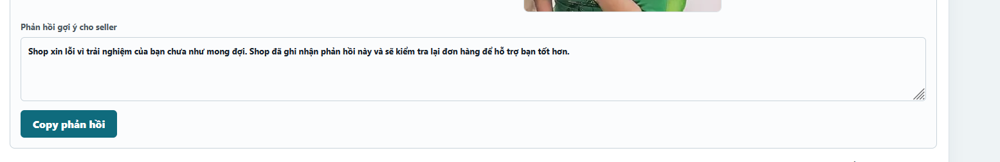 Phản hồi gợi ý cho seller
Shop xin lỗi vì trải nghiệm của bạn chưa như mong đợi. Shop đã ghi nhận phản hồi này và sẽ kiểm tra lại đơn hàng để hỗ trợ bạn tốt hơn.
Copy phản hồi